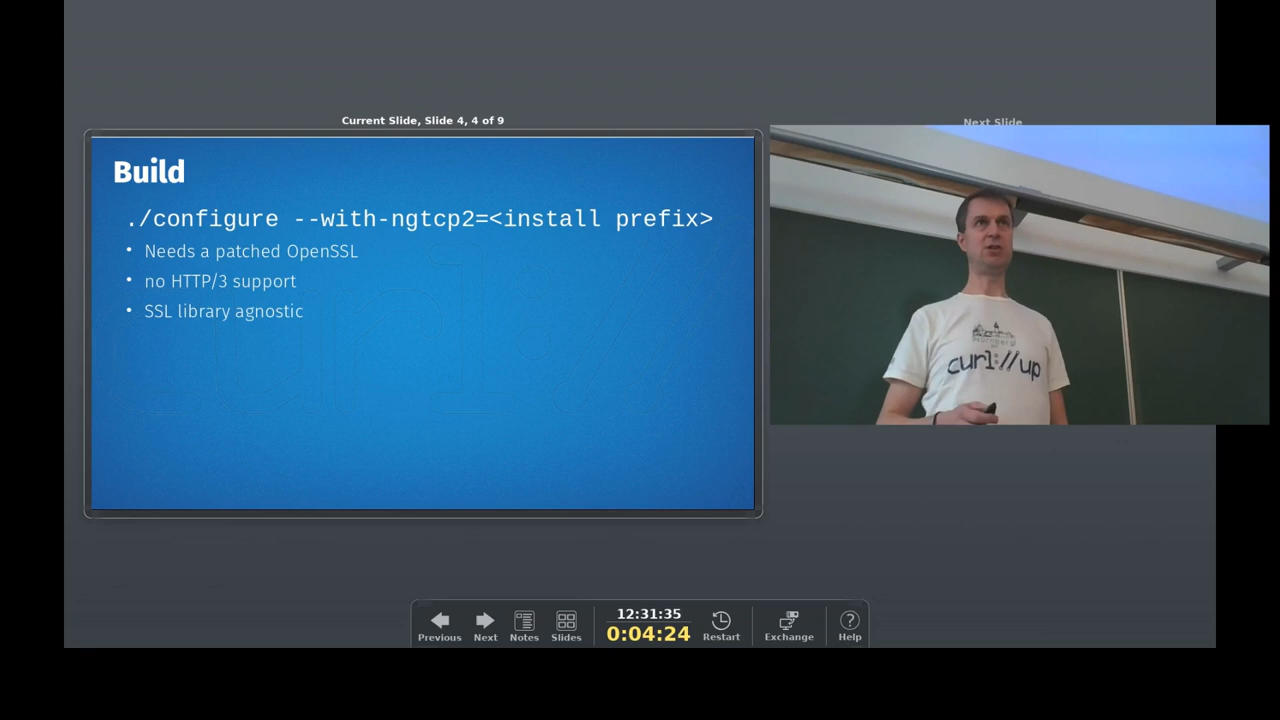 Current Slide, Slide 4, 4 of 9
Next Slide
Build
./configure --with-ngtcp2=<install prefix>
• Needs a patched OpenSSL
• no HTTP/3 support
• SSL library agnostic
Nürnberg
curl://up
12:31:35
0:04:24
Previous
Next
Notes
Slides
Restart
Exchange
Help